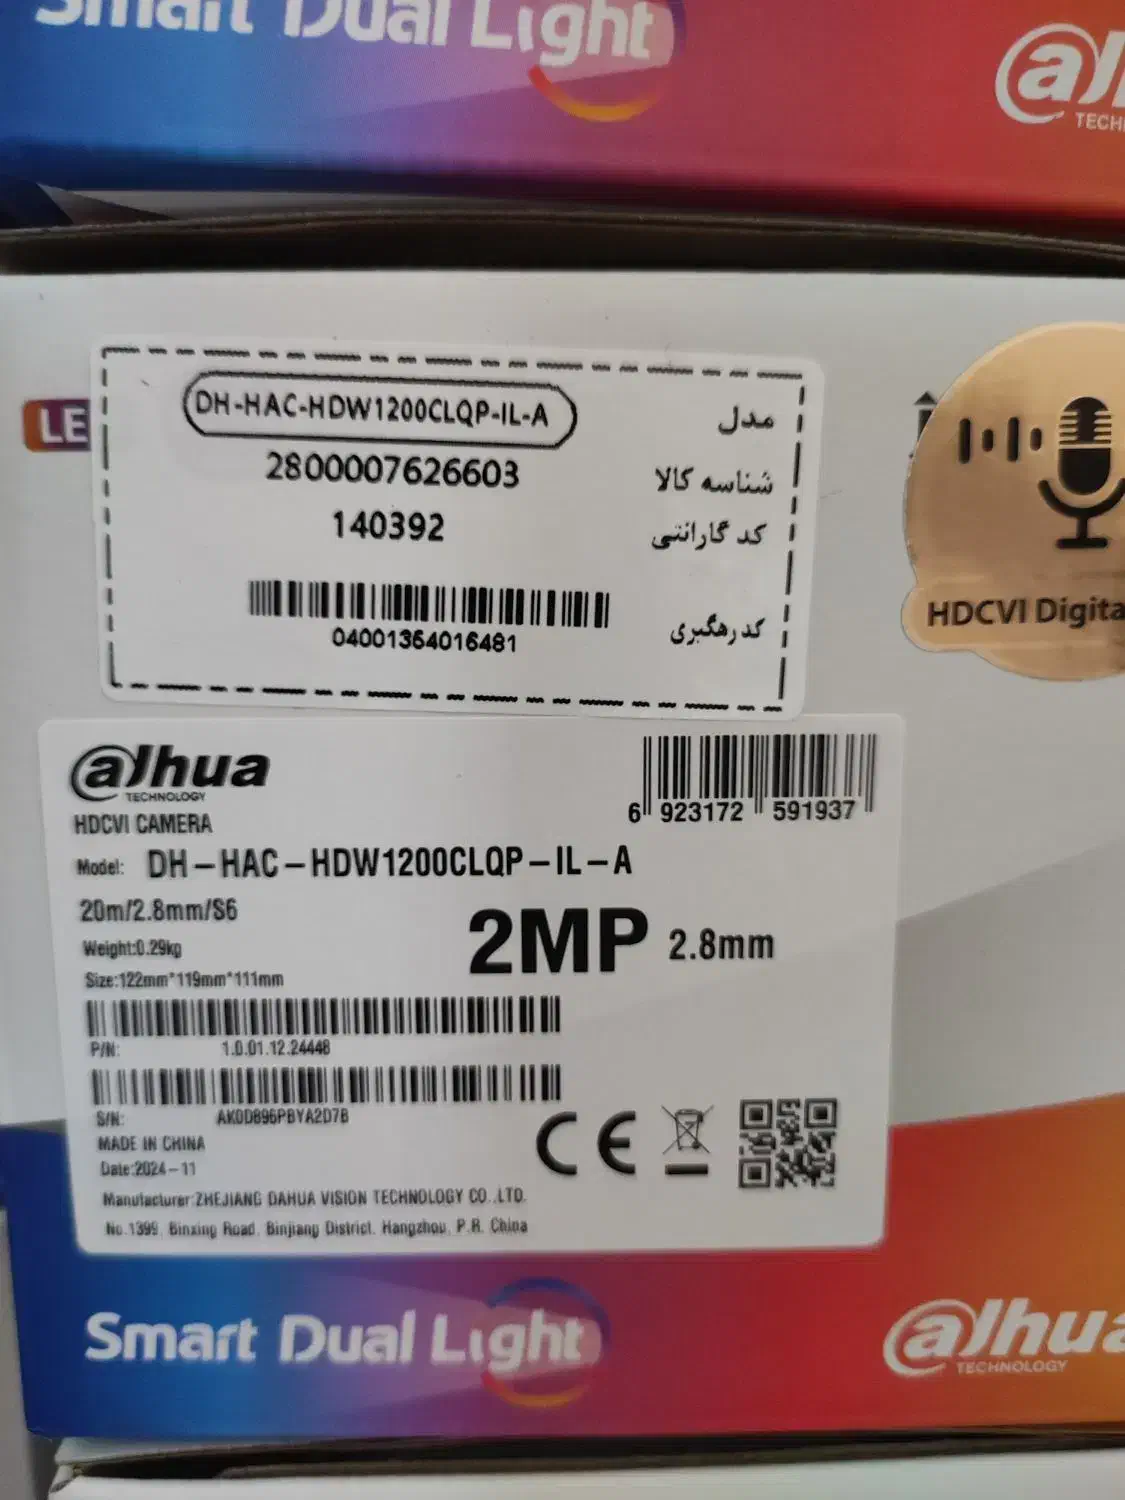 Smart Dual Light
alh
TECHN
LE
DH-HAC-HDW1200CLQP-IL-A مدل
2800007626603 شناسه کالا
140392 کد گارانتی
04001364016481 کدرهگیری
HDCVI Digita
alhua
TECHNOLOGY
HDCVI CAMERA
6 923172 591937
Model: DH-HAC-HDW1200CLQP-IL-A
20m/2.8mm/S6
2MP 2.8mm
Weight:0.29kg
Size:122mm*119mm*111mm
P/N: 1.0.01.12.24448
S/N: AK0D896PBYA2D7B
MADE IN CHINA
Date:2024-11
CE
Manufacturer:ZHEJIANG DAHUA VISION TECHNOLOGY CO.,LTD.
No.1399, Binxing Road, Binjiang District, Hangzhou, P.R. China
Smart Dual Light
alhua
TECHNOLOGY